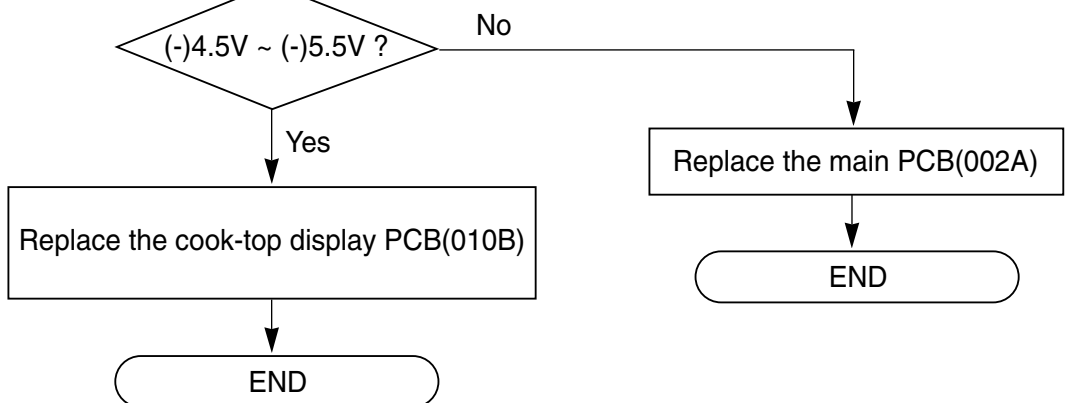 (-)4.5V ~ (-)5.5V ?
No
Yes
Replace the main PCB(002A)
Replace the cook-top display PCB(010B)
END
END